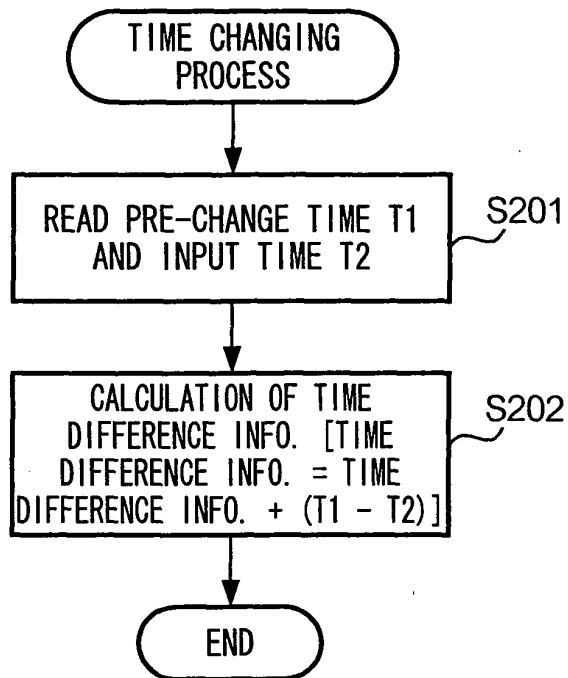 TIME CHANGING
PROCESS
READ PRE-CHANGE TIME T1
AND INPUT TIME T2
S201
CALCULATION OF TIME
DIFFERENCE INFO. [TIME
DIFFERENCE INFO. = TIME
DIFFERENCE INFO. + (T1 - T2)]
S202
END